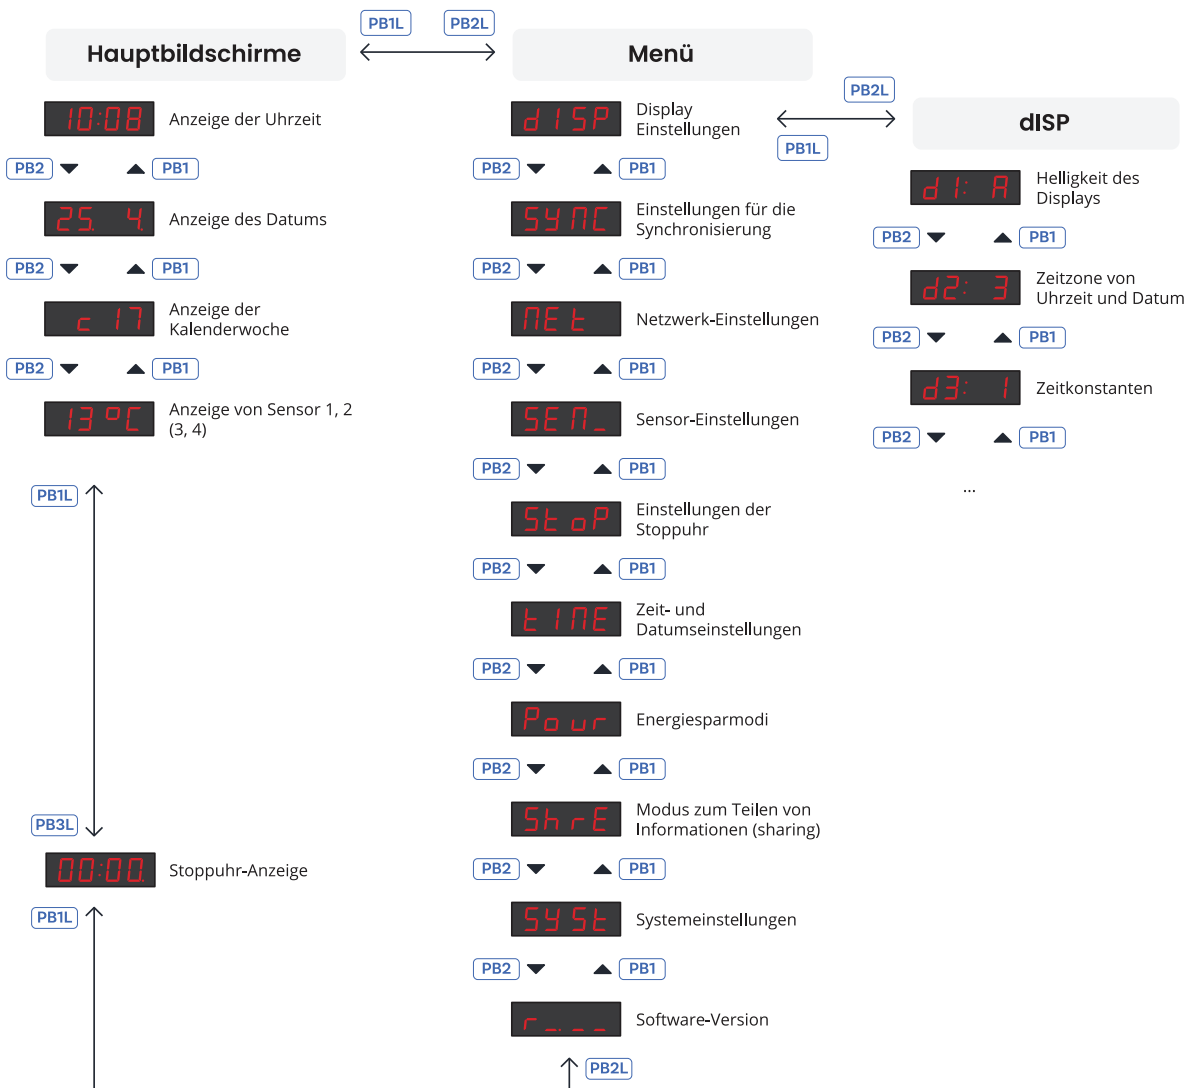 PB1L
PB2L
Hauptbildschirme
Menü
10:08
Anzeige der Uhrzeit
PB2
PB1
25. 4.
Anzeige des Datums
PB2
PB1
c 17
Anzeige der
Kalenderwoche
PB2
PB1
13 °C
Anzeige von Sensor 1, 2
(3, 4)
PB1L
PB3L
00:00.
Stoppuhr-Anzeige
PB1L
dISP
Display
Einstellungen
PB2
PB1
SYNC
Einstellungen für die
Synchronisierung
PB2
PB1
NEt
Netzwerk-Einstellungen
PB2
PB1
SEN_
Sensor-Einstellungen
PB2
PB1
StoP
Einstellungen der
Stoppuhr
PB2
PB1
tIME
Zeit- und
Datumseinstellungen
PB2
PB1
Pour
Energiesparmodi
PB2
PB1
ShrE
Modus zum Teilen von
Informationen (sharing)
PB2
PB1
SYSt
Systemeinstellungen
PB2
PB1
r _._ _
Software-Version
PB2L
PB2L
PB1L
dISP
d1: A
Helligkeit des
Displays
PB2
PB1
d2: 3
Zeitzone von
Uhrzeit und Datum
PB2
PB1
d3: 1
Zeitkonstanten
PB2
PB1
...